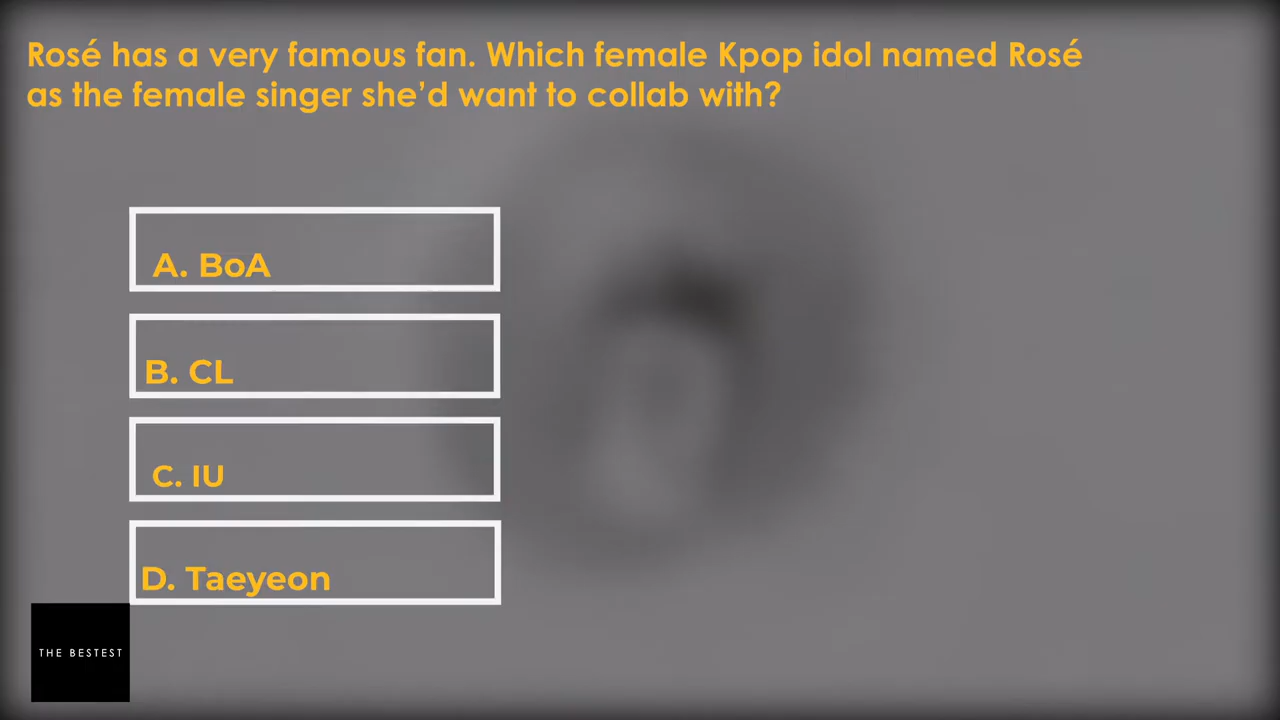 Rosé has a very famous fan. Which female Kpop idol named Rosé
as the female singer she’d want to collab with?
A. BoA
B. CL
C. IU
D. Taeyeon
THE BESTEST